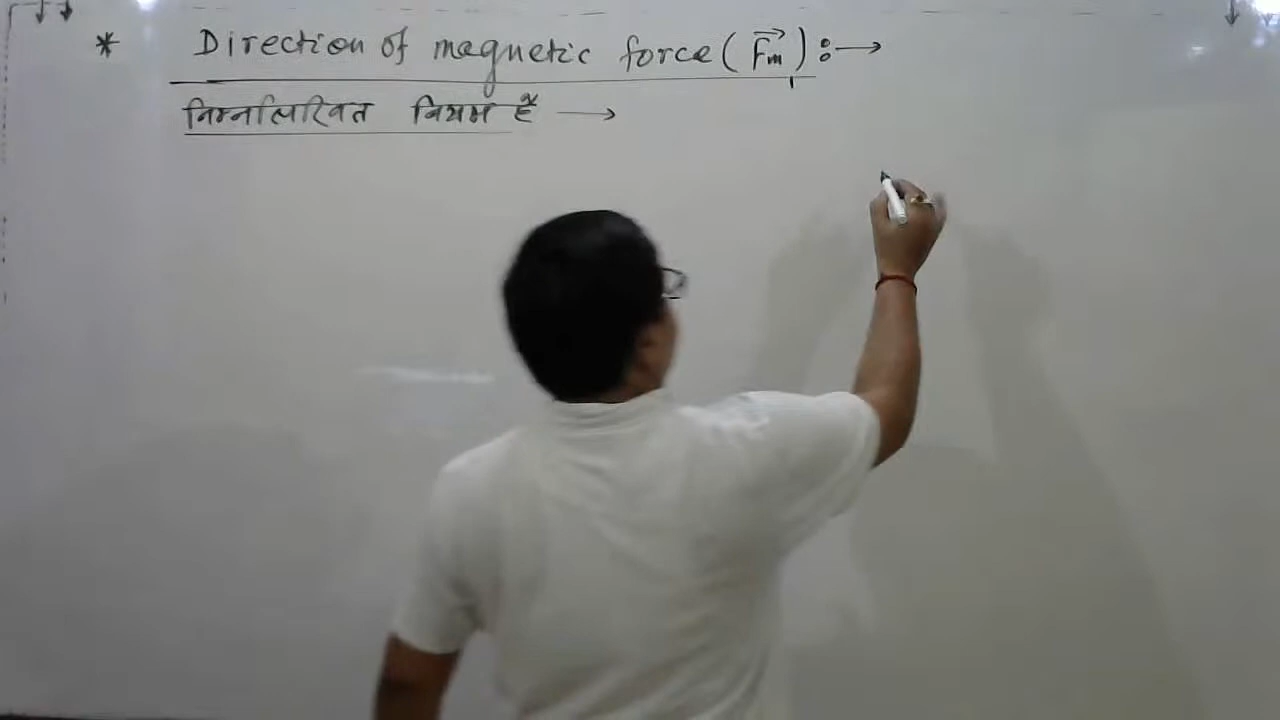 * Direction of magnetic force (F⃗m) :→
निम्नलिखित नियम हैं →